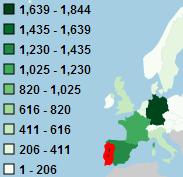 1,639 - 1,844
1,435 - 1,639
1,230 - 1,435
1,025 - 1,230
820 - 1,025
616 - 820
411 - 616
206 - 411
1 - 206